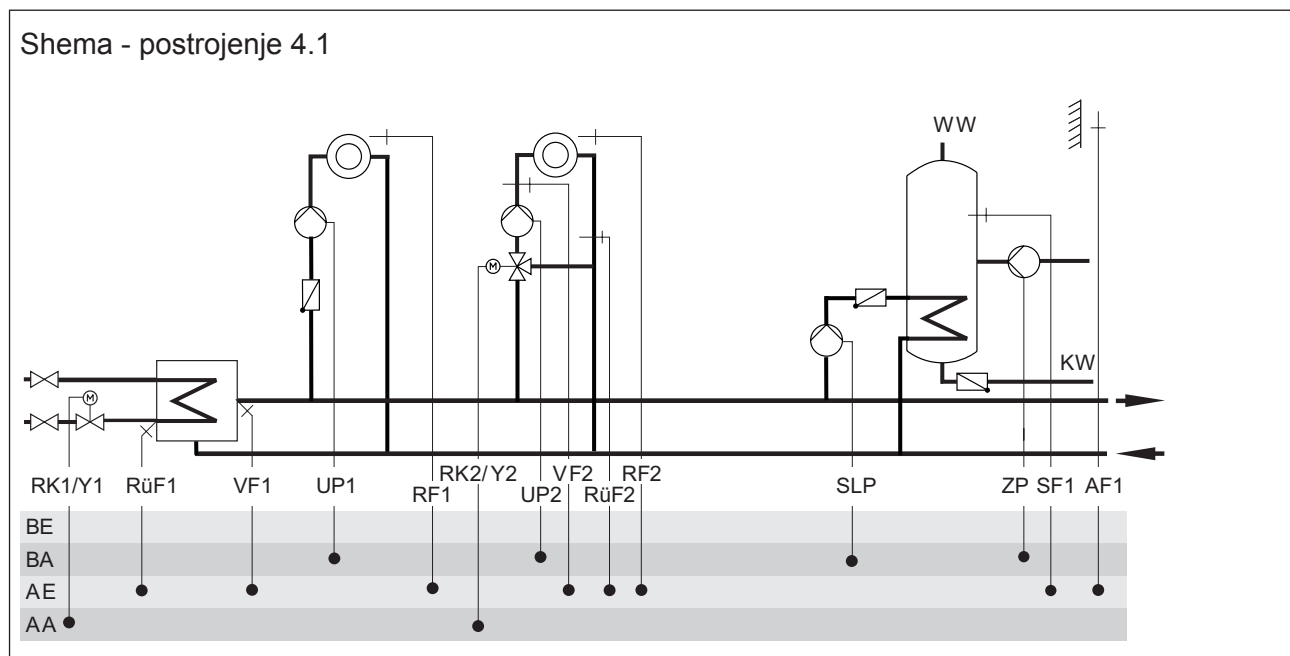 Shema - postrojenje 4.1
WW
M
KW
M
RK1/Y1 RüF1 VF1 UP1 RF1 RK2/Y2 UP2 VF2 RüF2 RF2 SLP ZP SF1 AF1
BE
BA
AE
AA